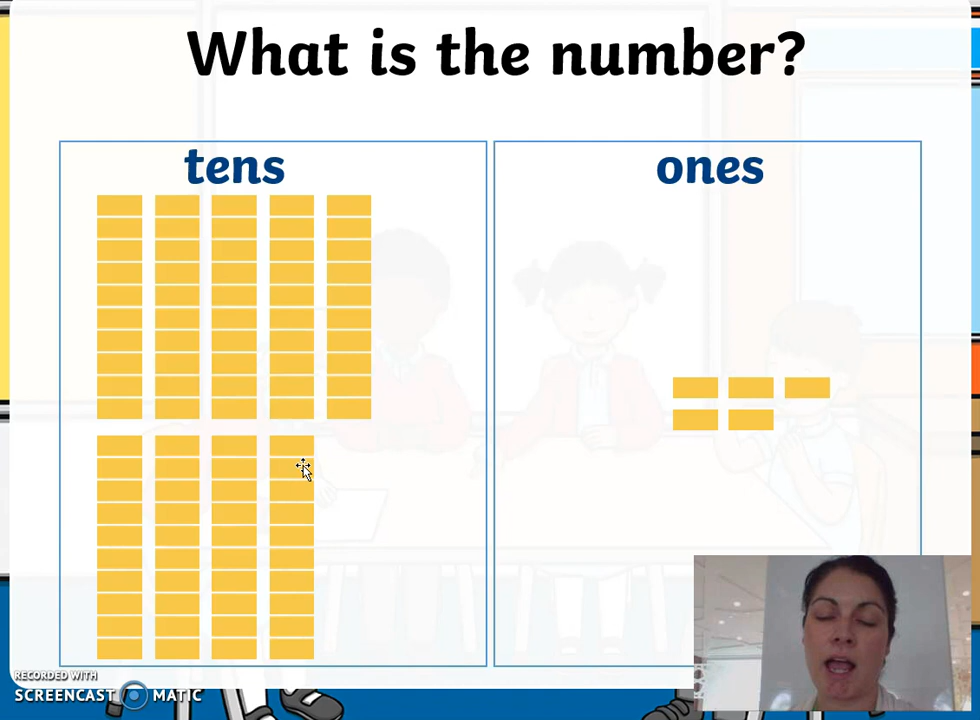 What is the number?
tens
ones
RECORDED WITH
SCREENCAST MATIC